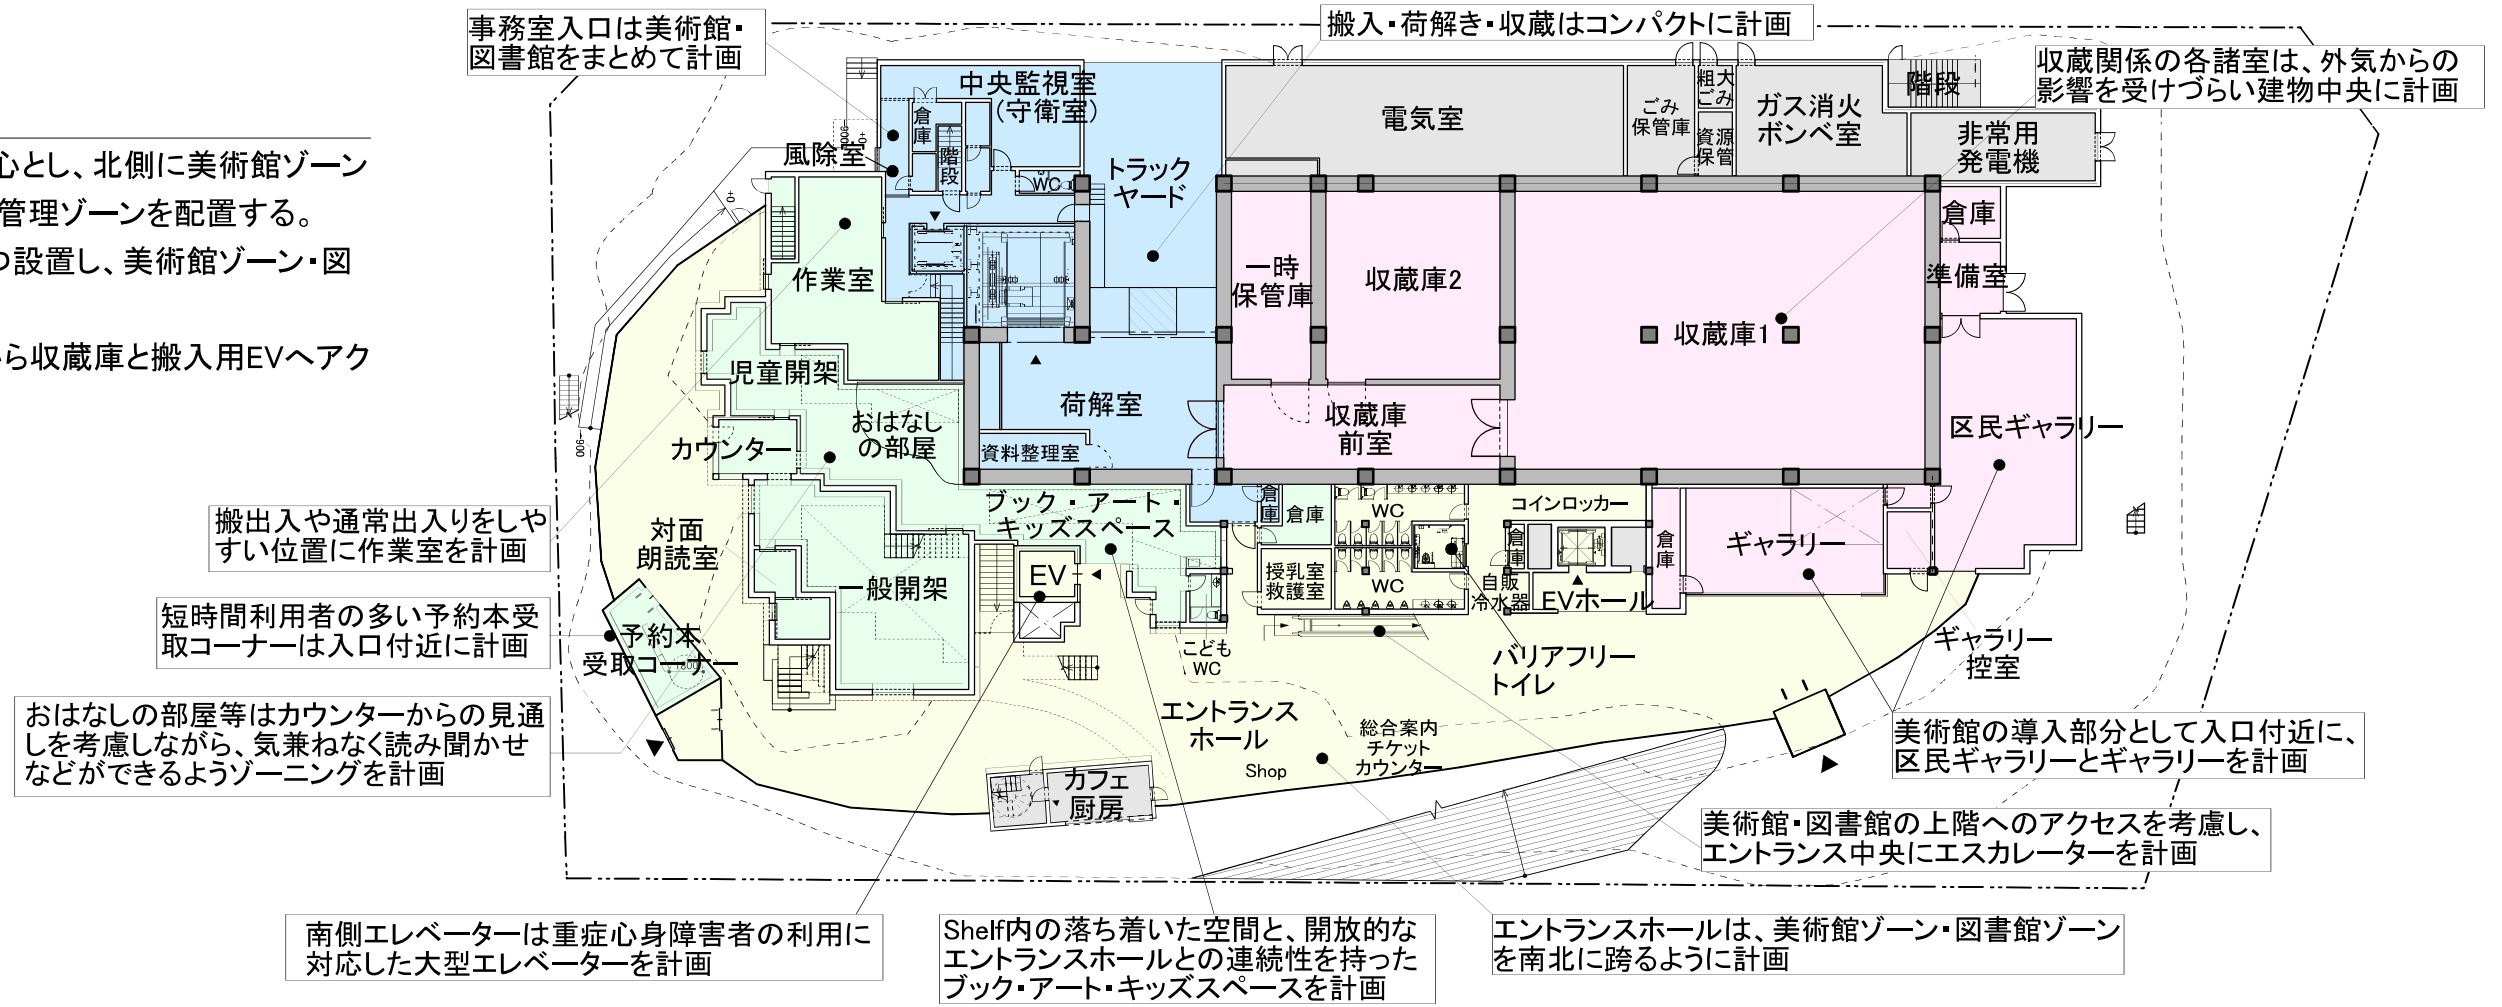 事務室入口は美術館・
図書館をまとめて計画
搬入・荷解き・収蔵はコンパクトに計画
収蔵関係の各諸室は、外気からの
影響を受けづらい建物中央に計画
心とし、北側に美術館ゾーン
管理ゾーンを配置する。
設置し、美術館ゾーン・図
ら収蔵庫と搬入用EVへアク
中央監視室
(守衛室)
倉庫
階段
風除室
WC
-900
±0
±0
トラック
ヤード
電気室
ごみ
保管庫
粗大
ごみ
資源
保管
ガス消火
ボンベ室
階段
非常用
発電機
倉庫
準備室
作業室
一時
保管庫
収蔵庫2
収蔵庫1
児童開架
おはなし
の部屋
荷解室
資料整理室
収蔵庫
前室
区民ギャラリー
カウンター
-900
対面
朗読室
ブック・アート・
キッズスペース
倉庫
倉庫
WC
WC
コインロッカー
倉庫
倉庫
ギャラリー
一般開架
EV
授乳室
救護室
自販
冷水器
EVホール
予約本
受取コーナー
1800
こども
WC
バリアフリー
トイレ
ギャラリー
控室
エントランス
ホール
総合案内
チケット
カウンター
Shop
カフェ
厨房
搬出入や通常出入りをしや
すい位置に作業室を計画
短時間利用者の多い予約本受
取コーナーは入口付近に計画
おはなしの部屋等はカウンターからの見通
しを考慮しながら、気兼ねなく読み聞かせ
などができるようゾーニングを計画
美術館の導入部分として入口付近に、
区民ギャラリーとギャラリーを計画
美術館・図書館の上階へのアクセスを考慮し、
エントランス中央にエスカレーターを計画
南側エレベーターは重症心身障害者の利用に
対応した大型エレベーターを計画
Shelf内の落ち着いた空間と、開放的な
エントランスホールとの連続性を持った
ブック・アート・キッズスペースを計画
エントランスホールは、美術館ゾーン・図書館ゾーン
を南北に跨るように計画